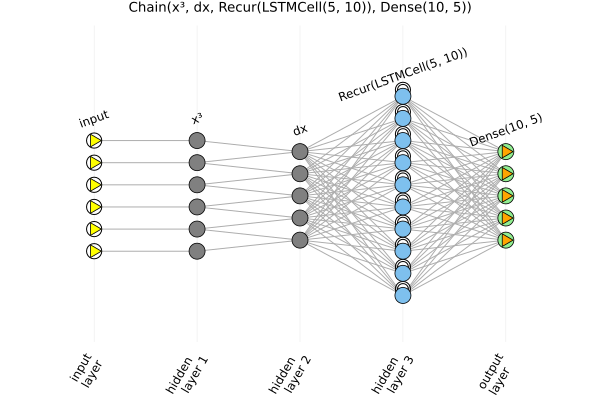 Chain(x³, dx, Recur(LSTMCell(5, 10)), Dense(10, 5))
input
x³
dx
Recur(LSTMCell(5, 10))
Dense(10, 5)
input
layer
hidden
layer 1
hidden
layer 2
hidden
layer 3
output
layer